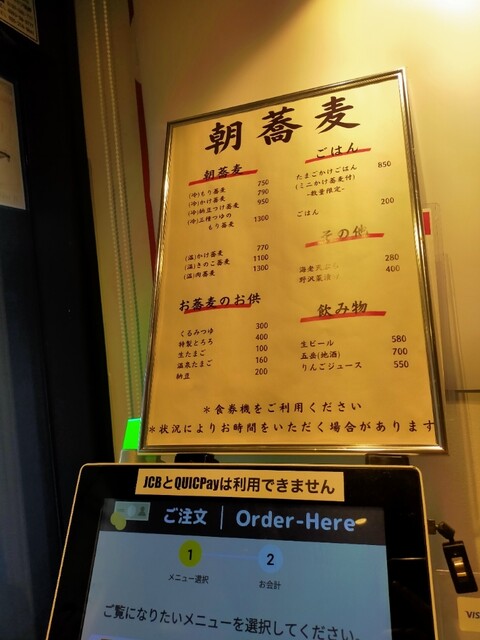 朝蕎麦
朝蕎麦
(冷)もり蕎麦 750
(冷)かけ蕎麦 790
(冷)納豆つけ蕎麦 950
(冷)三種つゆの
もり蕎麦 1300
(温)かけ蕎麦 770
(温)きのこ蕎麦 1100
(温)肉蕎麦 1300
お蕎麦のお供
くるみつゆ 300
特製とろろ 400
生たまご 100
温泉たまご 160
納豆 200
ごはん
たまごかけごはん 850
(ミニかけ蕎麦付)
-数量限定-
ごはん 200
その他
海老天ぷら 280
野沢菜漬け 400
飲み物
生ビール 580
五岳(地酒) 700
りんごジュース 550
＊食券機をご利用ください
＊状況によりお時間をいただく場合があります
JCBとQUICPayは利用できません
ご注文 | Order-Here
1 2
メニュー選択 お会計
ご覧になりたいメニューを選択してください。
VIS